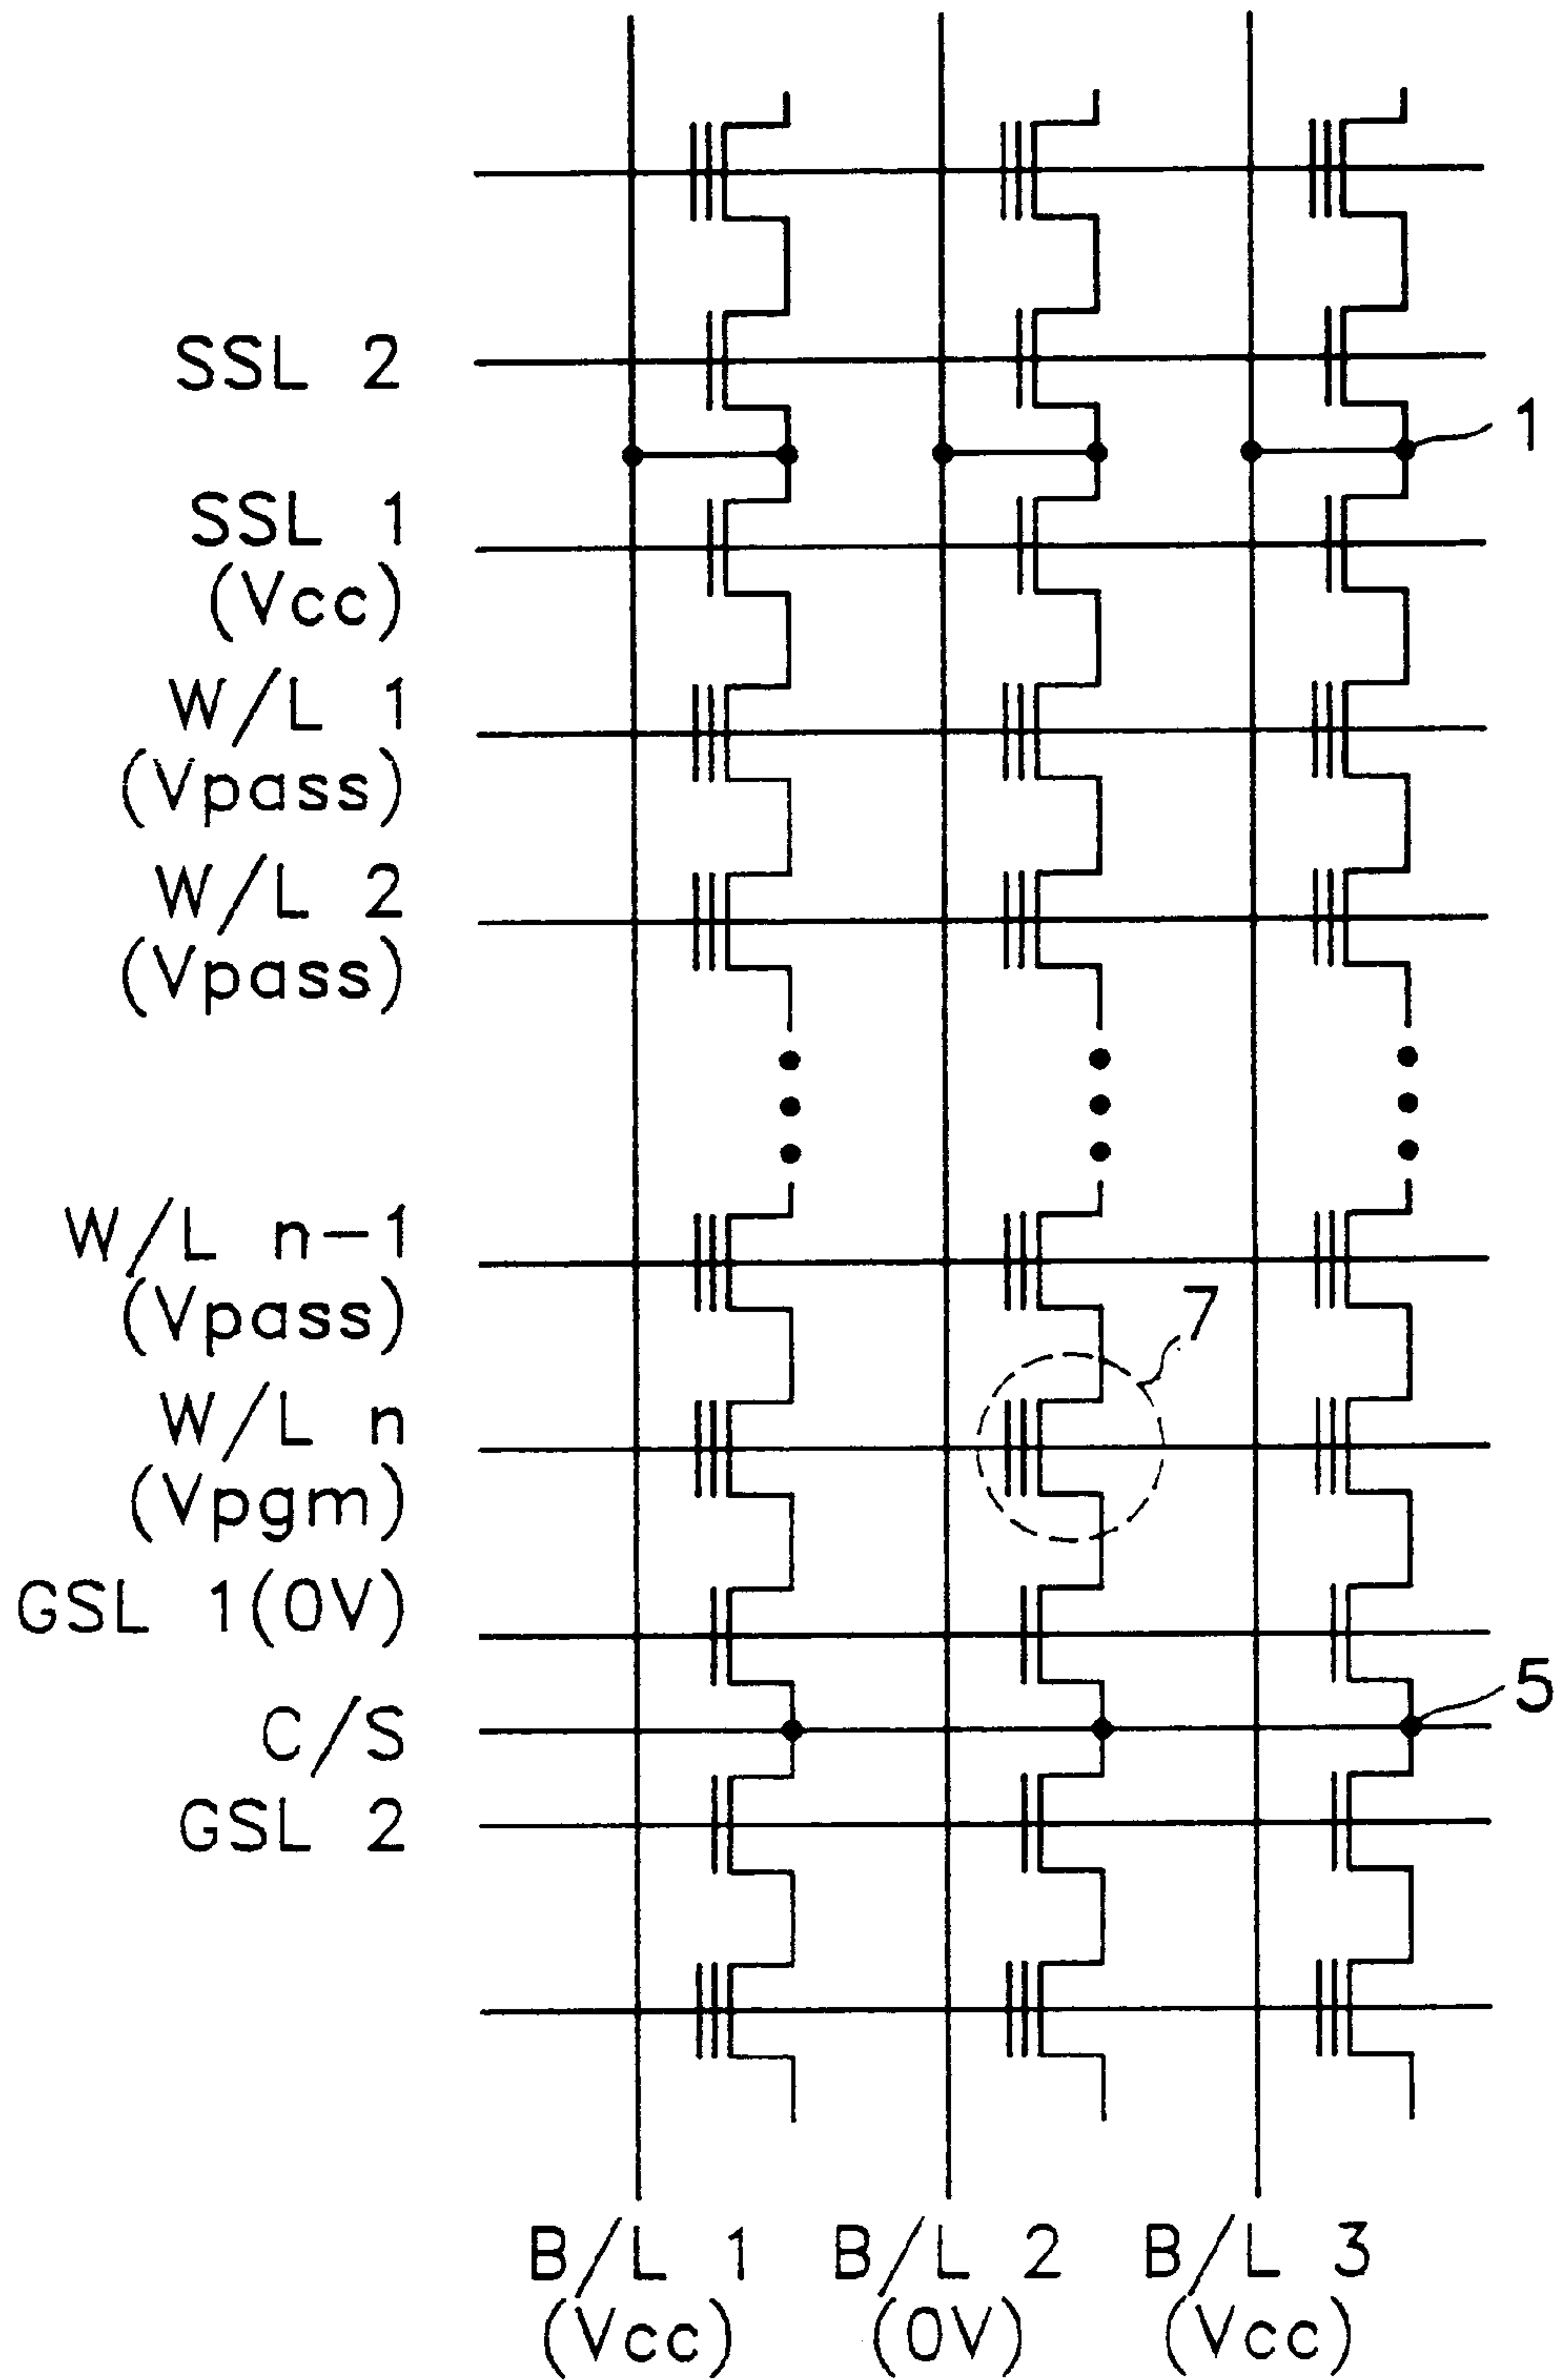 SSL 2
1
SSL 1
(Vcc)
W/L 1
(Vpass)
W/L 2
(Vpass)
W/L n-1
(Vpass)
7
W/L n
(Vpgm)
GSL 1(0V)
5
C/S
GSL 2
B/L 1 B/L 2 B/L 3
(Vcc) (0V) (Vcc)